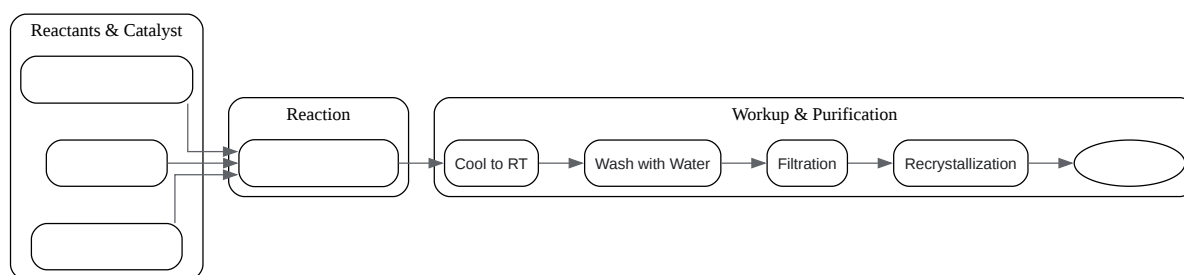 Reactants & Catalyst
Reaction
Workup & Purification
Cool to RT
Wash with Water
Filtration
Recrystallization